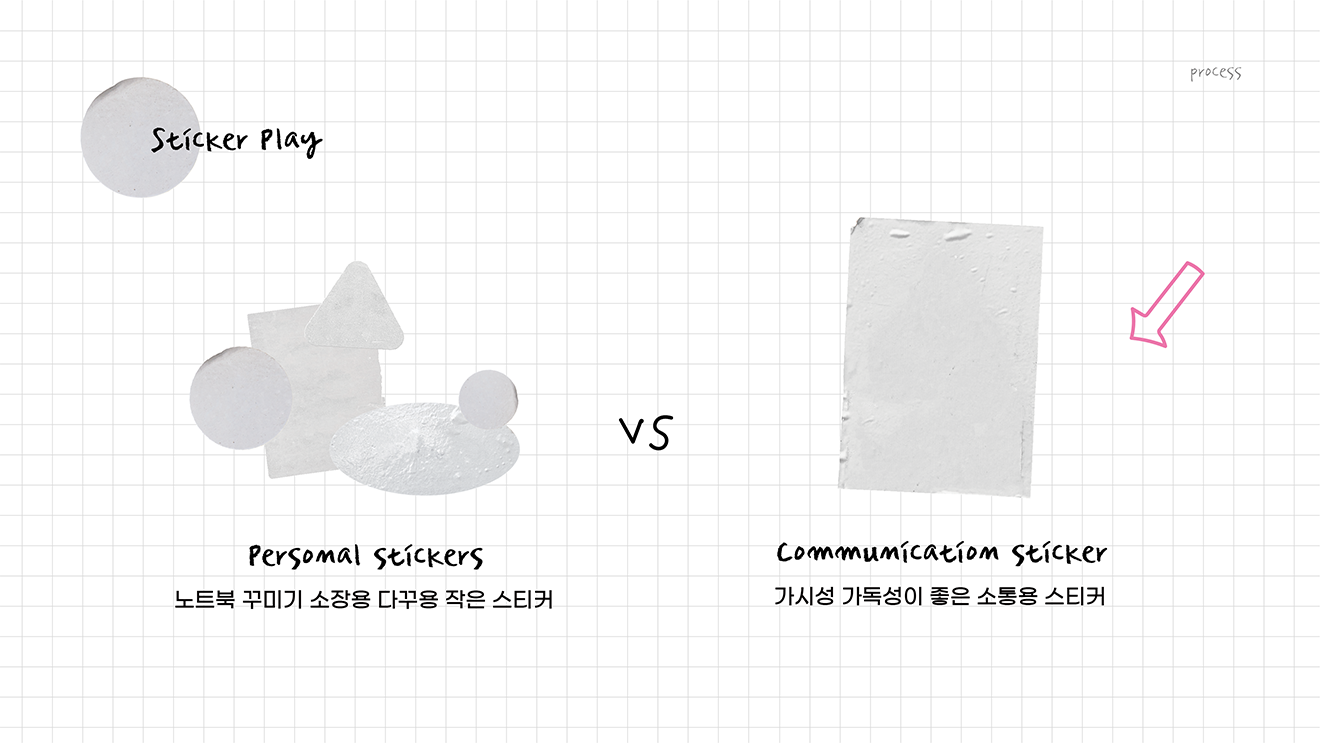 process
Sticker Play
vs
Personal stickers
노트북 꾸미기 소장용 다꾸용 작은 스티커
Communication sticker
가시성 가독성이 좋은 소통용 스티커